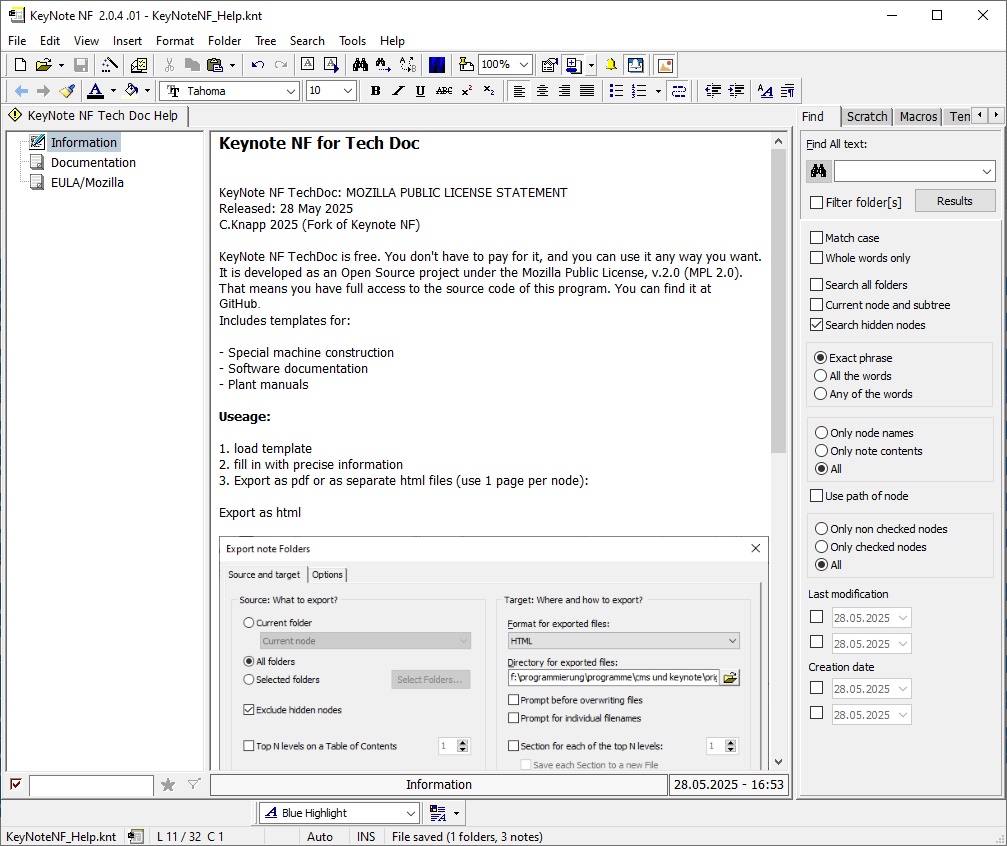 KeyNote NF 2.0.4 .01 - KeyNoteNF_Help.knt
File Edit View Insert Format Folder Tree Search Tools Help
100%
Tahoma 10 B I U ABC x² x₂
KeyNote NF Tech Doc Help
Information
Documentation
EULA/Mozilla
Keynote NF for Tech Doc
KeyNote NF TechDoc: MOZILLA PUBLIC LICENSE STATEMENT
Released: 28 May 2025
C.Knapp 2025 (Fork of Keynote NF)
KeyNote NF TechDoc is free. You don't have to pay for it, and you can use it any way you want.
It is developed as an Open Source project under the Mozilla Public License, v.2.0 (MPL 2.0).
That means you have full access to the source code of this program. You can find it at
GitHub.
Includes templates for:
- Special machine construction
- Software documentation
- Plant manuals
Useage:
1. load template
2. fill in with precise information
3. Export as pdf or as separate html files (use 1 page per node):
Export as html
Export note Folders
Source and target Options
Source: What to export?
Current folder
Current node
All folders
Selected folders Select Folders...
Exclude hidden nodes
Top N levels on a Table of Contents 1
Target: Where and how to export?
Format for exported files:
HTML
Directory for exported files:
f:\programmierung\programme\cms und keynote\orig
Prompt before overwriting files
Prompt for individual filenames
Section for each of the top N levels: 1
Save each Section to a new File
Information 28.05.2025 - 16:53
Find Scratch Macros Ten
Find All text:
Filter folder[s] Results
Match case
Whole words only
Search all folders
Current node and subtree
Search hidden nodes
Exact phrase
All the words
Any of the words
Only node names
Only note contents
All
Use path of node
Only non checked nodes
Only checked nodes
All
Last modification
28.05.2025
28.05.2025
Creation date
28.05.2025
28.05.2025
Blue Highlight
KeyNoteNF_Help.knt L 11 / 32 C 1 Auto INS File saved (1 folders, 3 notes)